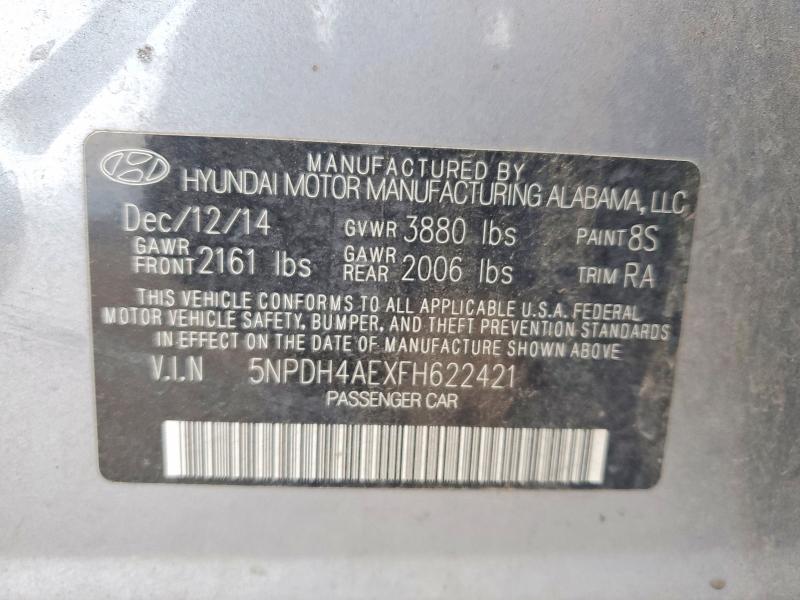 MANUFACTURED BY
HYUNDAI MOTOR MANUFACTURING ALABAMA, LLC
Dec/12/14 GVWR 3880 lbs PAINT 8S
GAWR FRONT 2161 lbs GAWR REAR 2006 lbs TRIM RA
THIS VEHICLE CONFORMS TO ALL APPLICABLE U.S.A. FEDERAL
MOTOR VEHICLE SAFETY, BUMPER, AND THEFT PREVENTION STANDARDS
IN EFFECT ON THE DATE OF MANUFACTURE SHOWN ABOVE
V.I.N 5NPDH4AEXFH622421
PASSENGER CAR